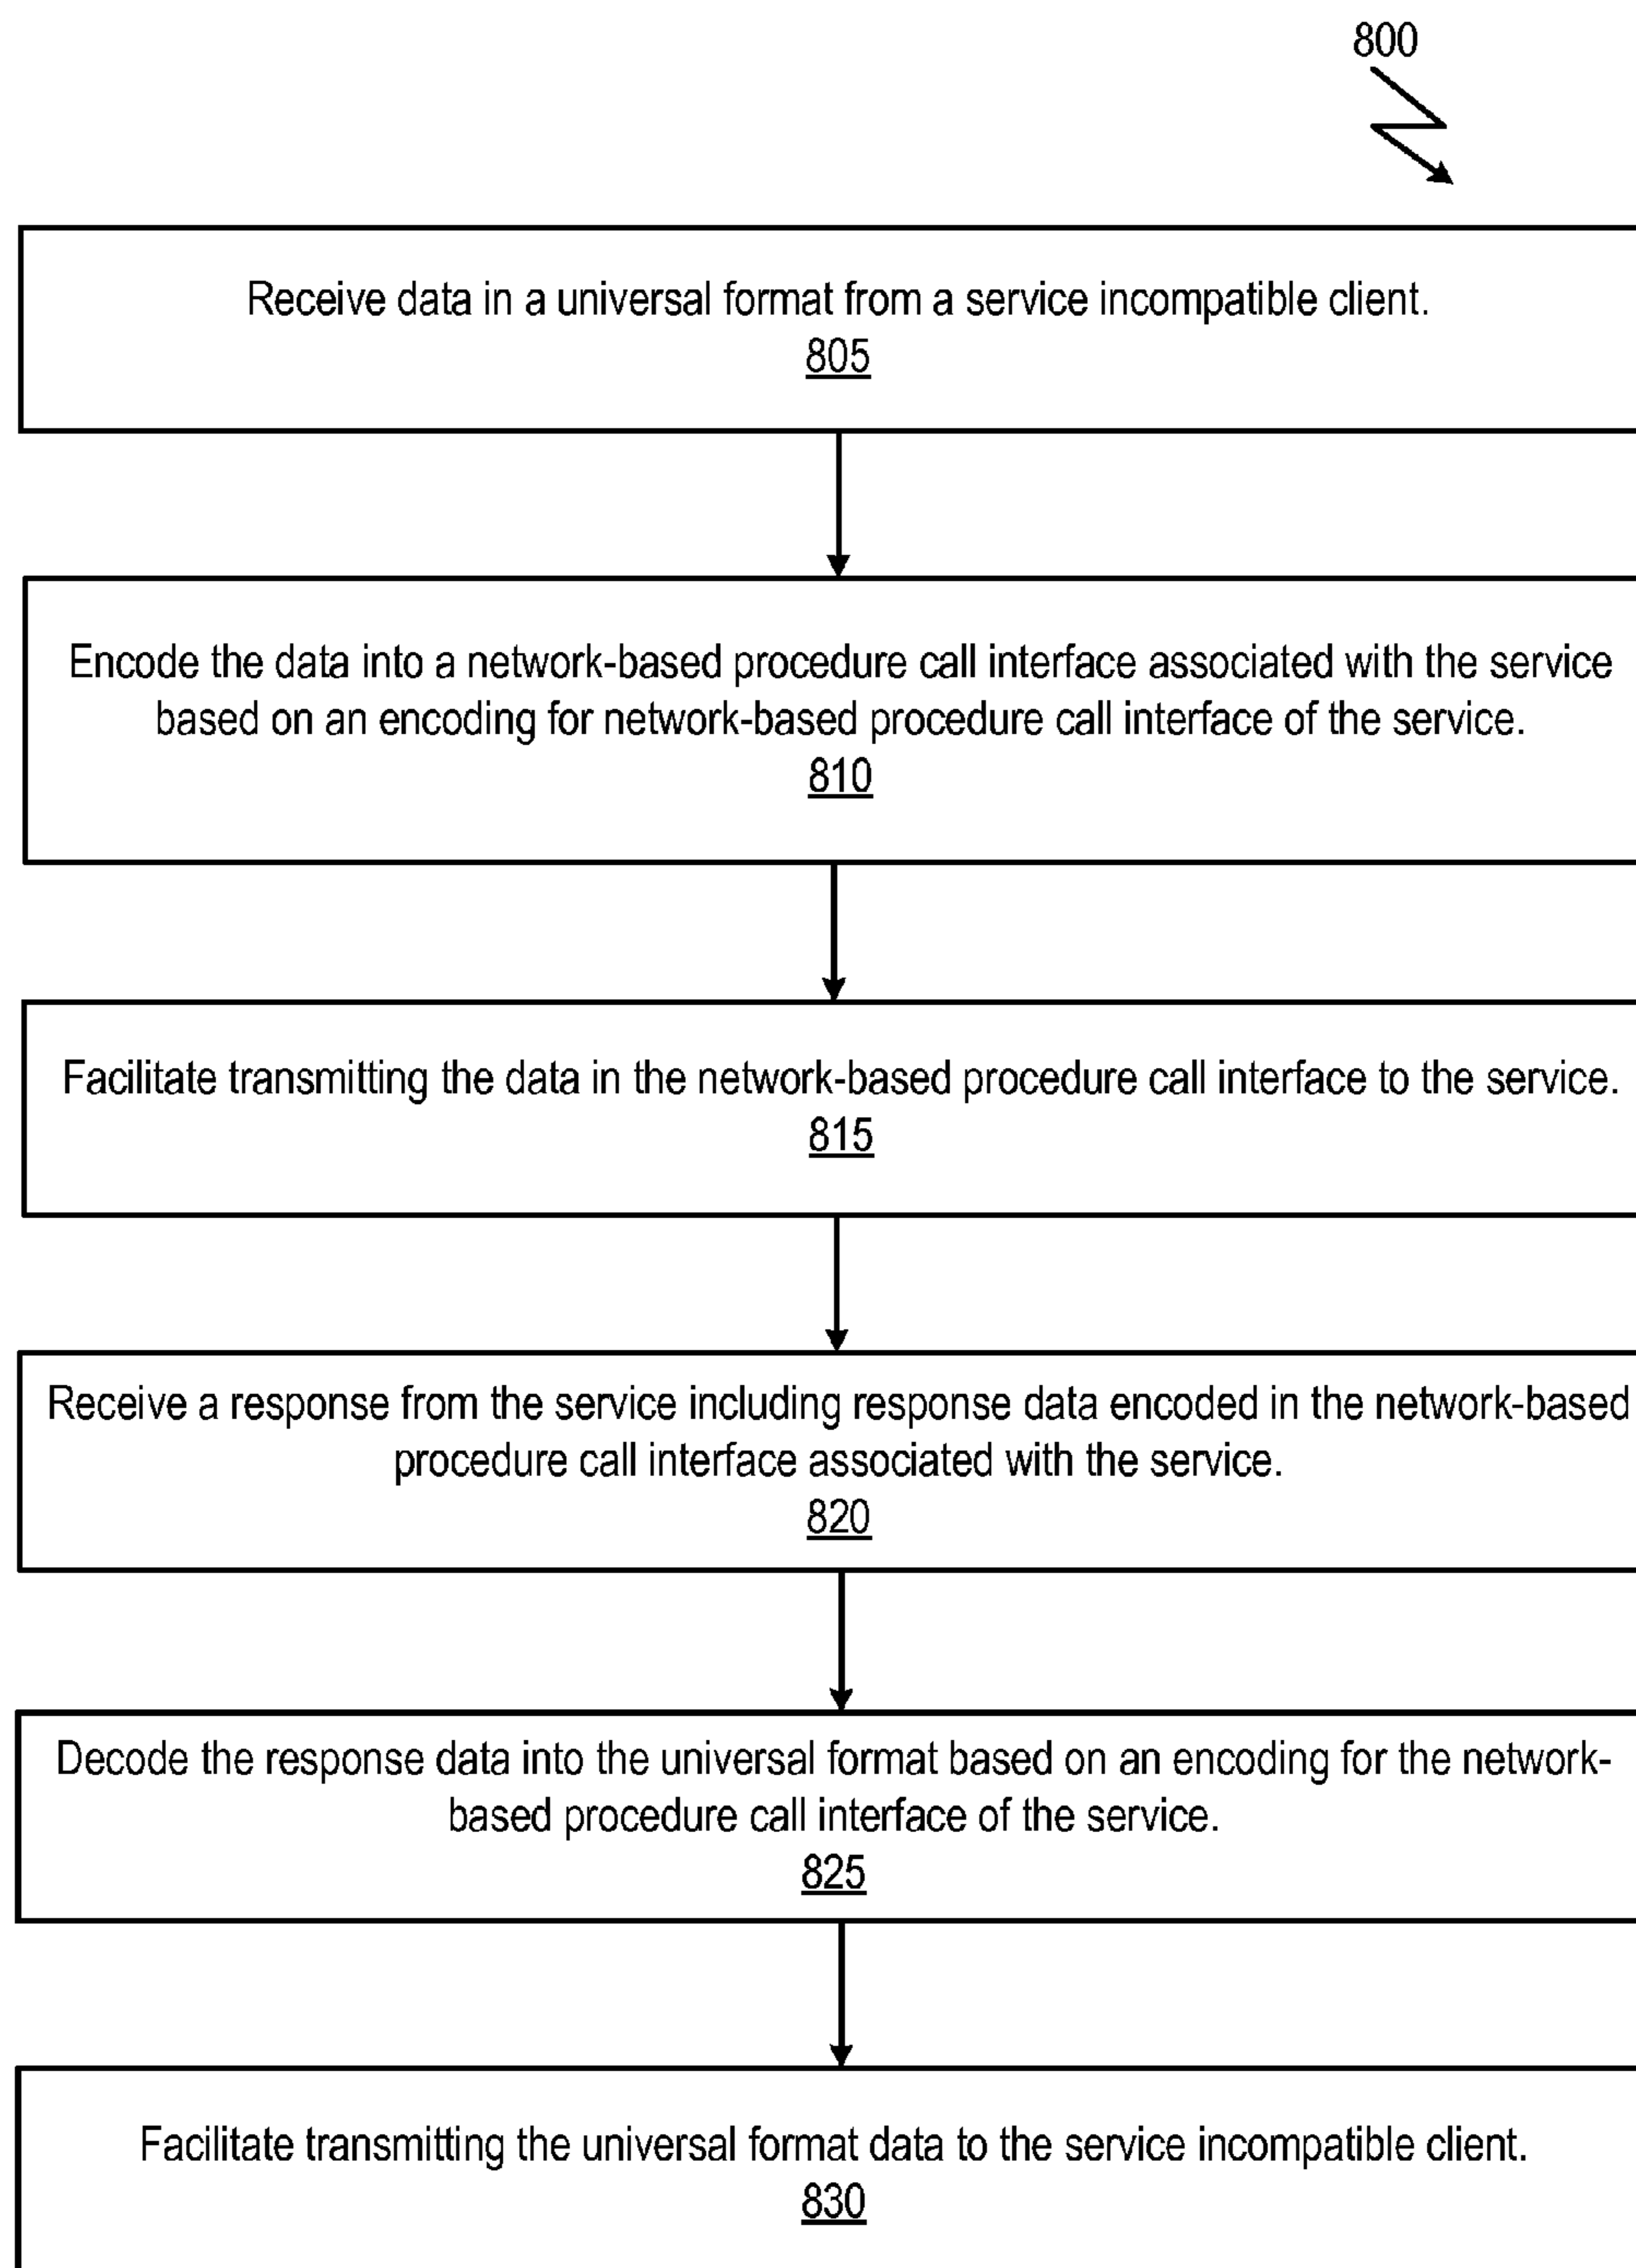 800
Receive data in a universal format from a service incompatible client.
805
Encode the data into a network-based procedure call interface associated with the service
based on an encoding for network-based procedure call interface of the service.
810
Facilitate transmitting the data in the network-based procedure call interface to the service.
815
Receive a response from the service including response data encoded in the network-based
procedure call interface associated with the service.
820
Decode the response data into the universal format based on an encoding for the network-
based procedure call interface of the service.
825
Facilitate transmitting the universal format data to the service incompatible client.
830